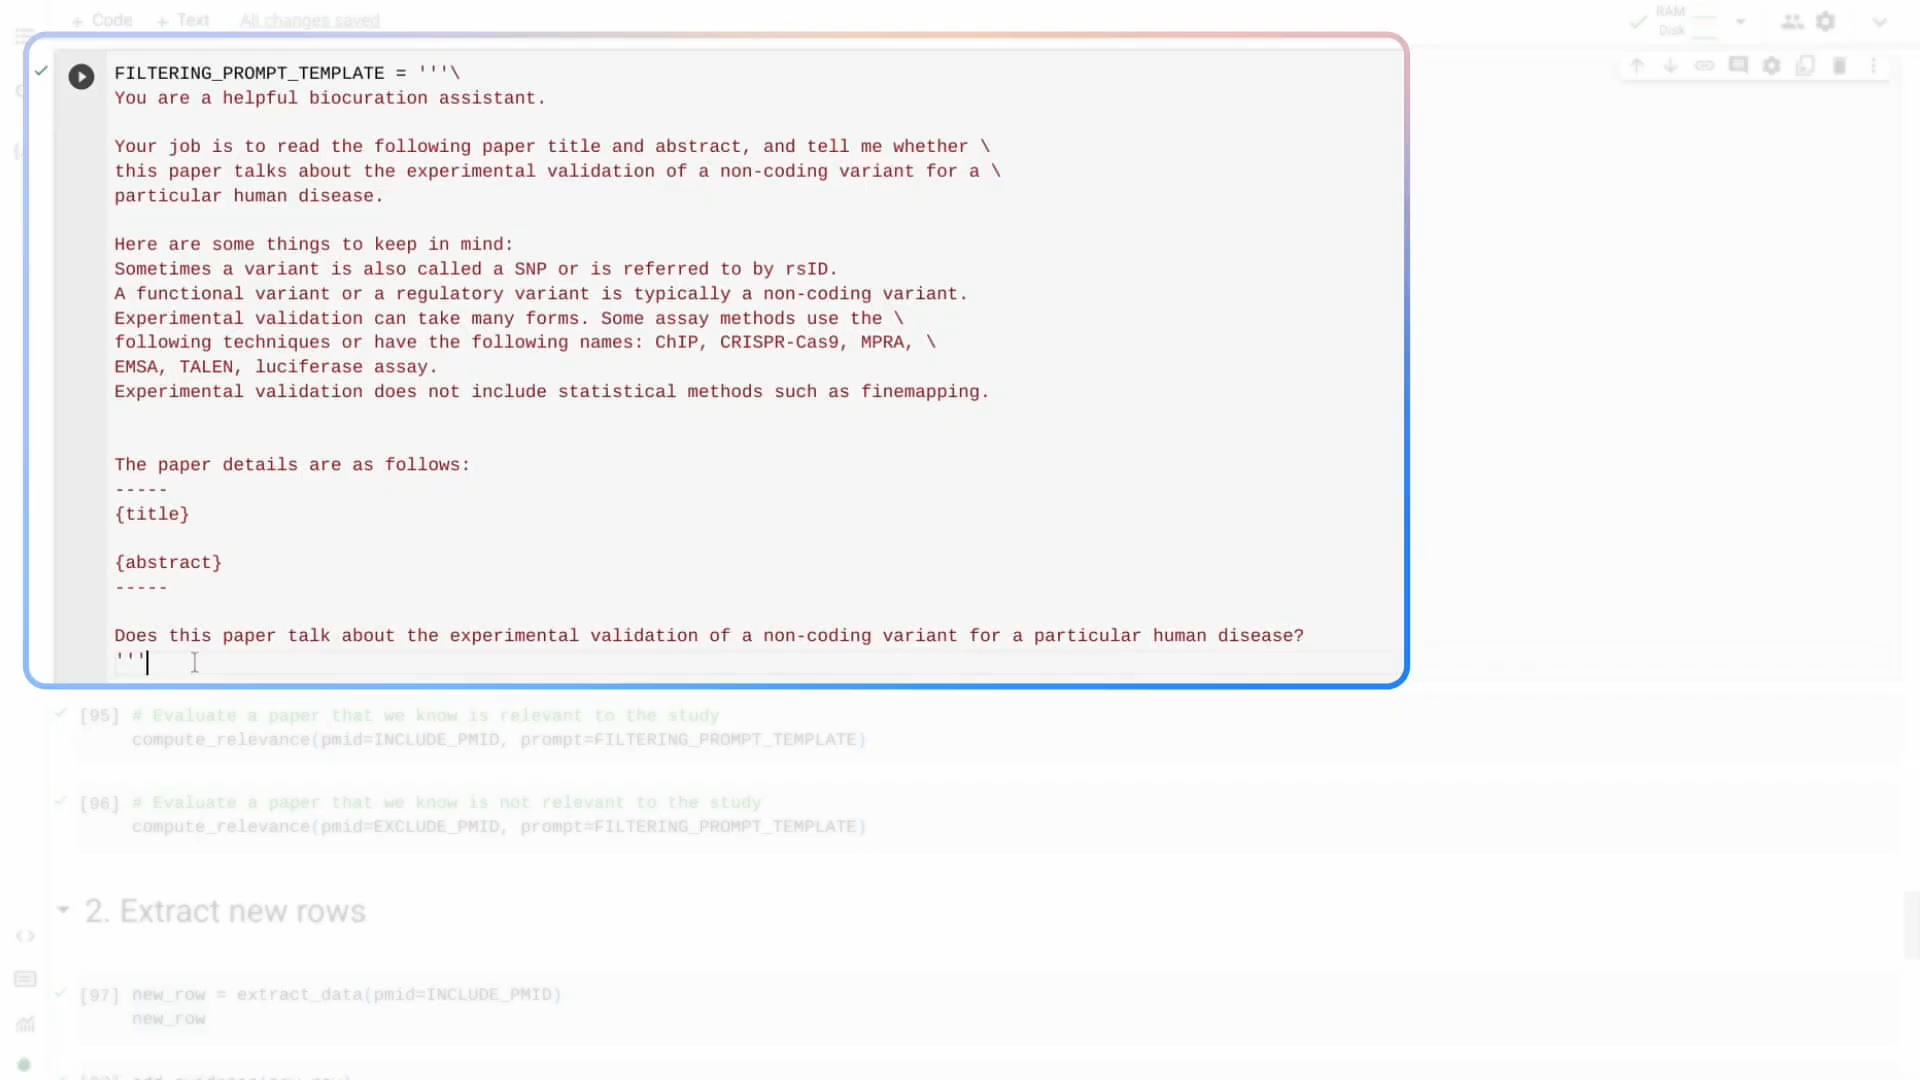 + Code + Text All changes saved
RAM
Disk
FILTERING_PROMPT_TEMPLATE = '''\
You are a helpful biocuration assistant.
Your job is to read the following paper title and abstract, and tell me whether \
this paper talks about the experimental validation of a non-coding variant for a \
particular human disease.
Here are some things to keep in mind:
Sometimes a variant is also called a SNP or is referred to by rsID.
A functional variant or a regulatory variant is typically a non-coding variant.
Experimental validation can take many forms. Some assay methods use the \
following techniques or have the following names: ChIP, CRISPR-Cas9, MPRA, \
EMSA, TALEN, luciferase assay.
Experimental validation does not include statistical methods such as finemapping.
The paper details are as follows:
-----
{title}
{abstract}
-----
Does this paper talk about the experimental validation of a non-coding variant for a particular human disease?
'''
[95] # Evaluate a paper that we know is relevant to the study
compute_relevance(pmid=INCLUDE_PMID, prompt=FILTERING_PROMPT_TEMPLATE)
[96] # Evaluate a paper that we know is not relevant to the study
compute_relevance(pmid=EXCLUDE_PMID, prompt=FILTERING_PROMPT_TEMPLATE)
2. Extract new rows
[97] new_row = extract_data(pmid=INCLUDE_PMID)
new_row